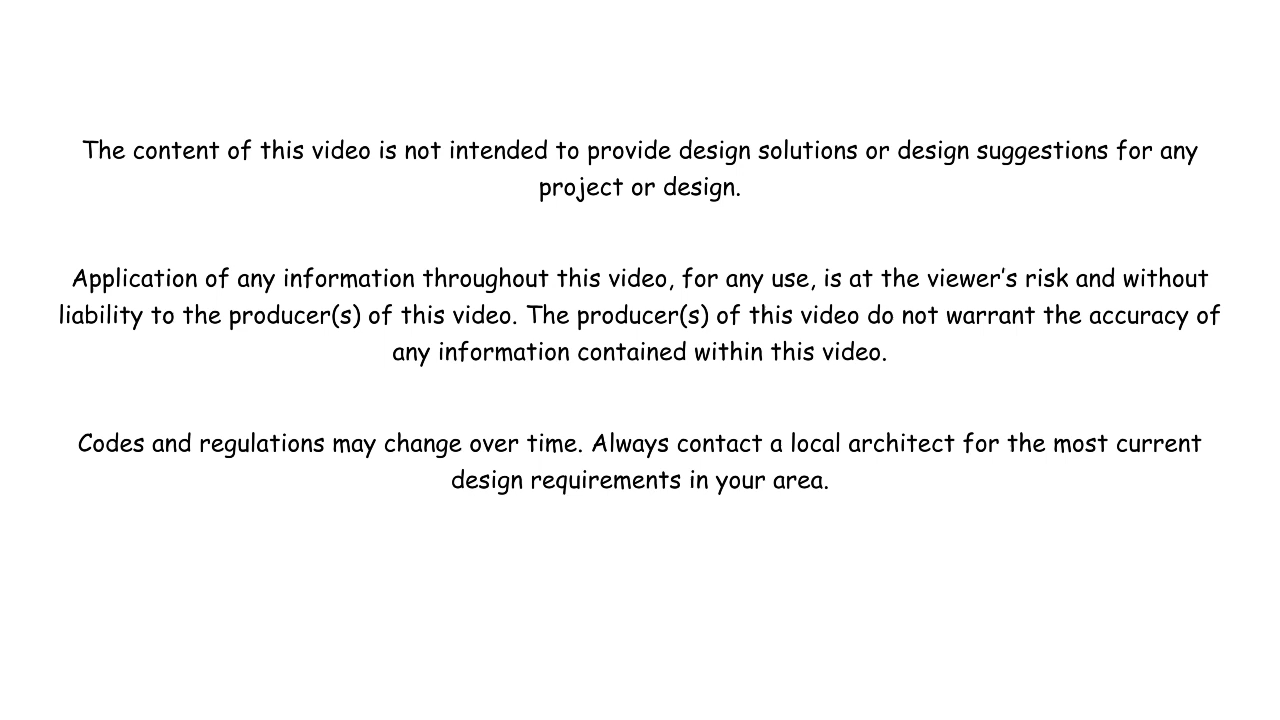 The content of this video is not intended to provide design solutions or design suggestions for any
project or design.
Application of any information throughout this video, for any use, is at the viewer’s risk and without
liability to the producer(s) of this video. The producer(s) of this video do not warrant the accuracy of
any information contained within this video.
Codes and regulations may change over time. Always contact a local architect for the most current
design requirements in your area.